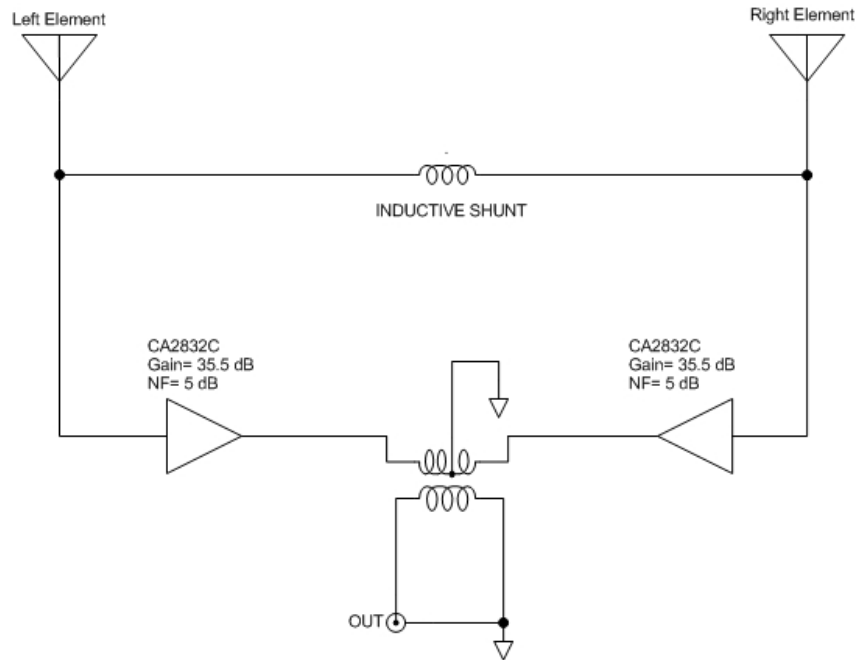 Left Element
Right Element
INDUCTIVE SHUNT
CA2832C
Gain= 35.5 dB
NF= 5 dB
CA2832C
Gain= 35.5 dB
NF= 5 dB
OUT